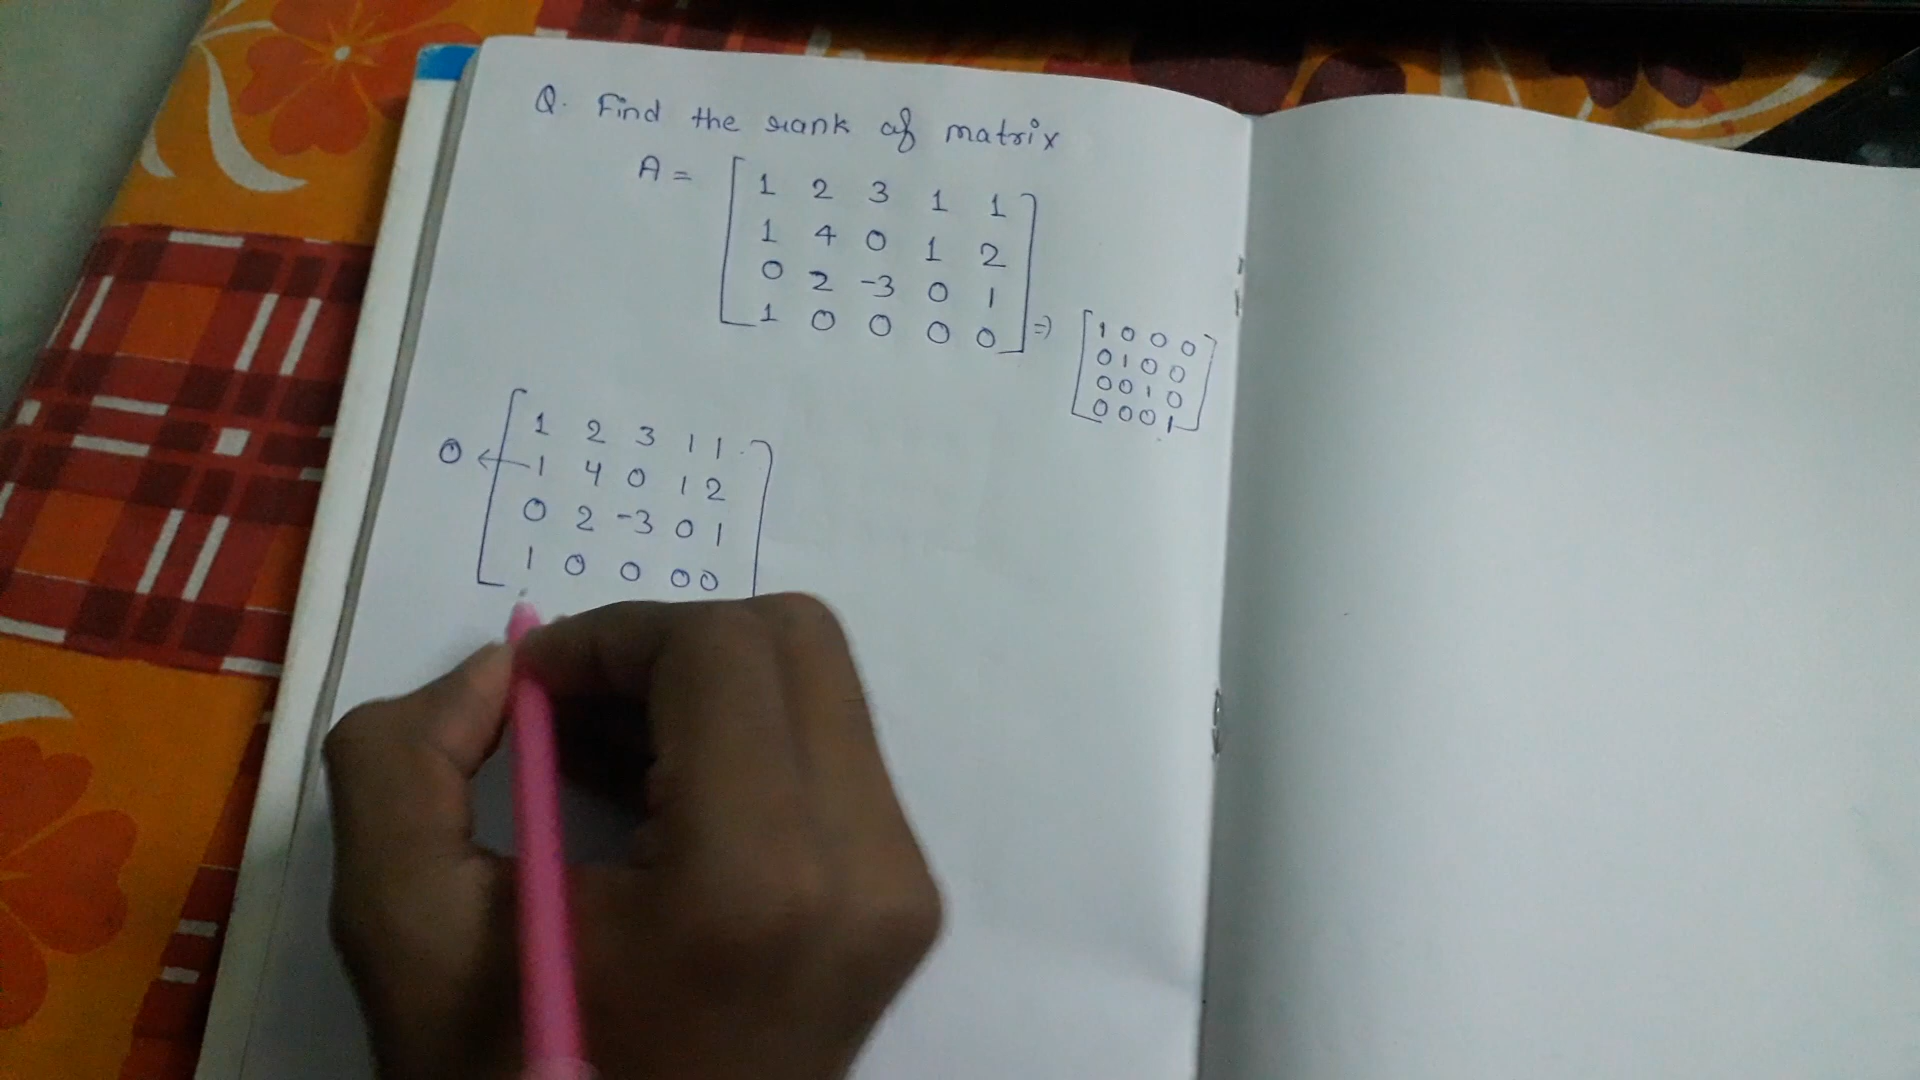 Q. Find the rank of matrix
A = [ 1 2 3 1 1
1 4 0 1 2
0 2 -3 0 1
1 0 0 0 0 ] ⇒
[ 1 0 0 0
0 1 0 0
0 0 1 0
0 0 0 1 ]
[ 1 2 3 1 1
0 ← 1 4 0 1 2
0 2 -3 0 1
1 0 0 0 0 ]